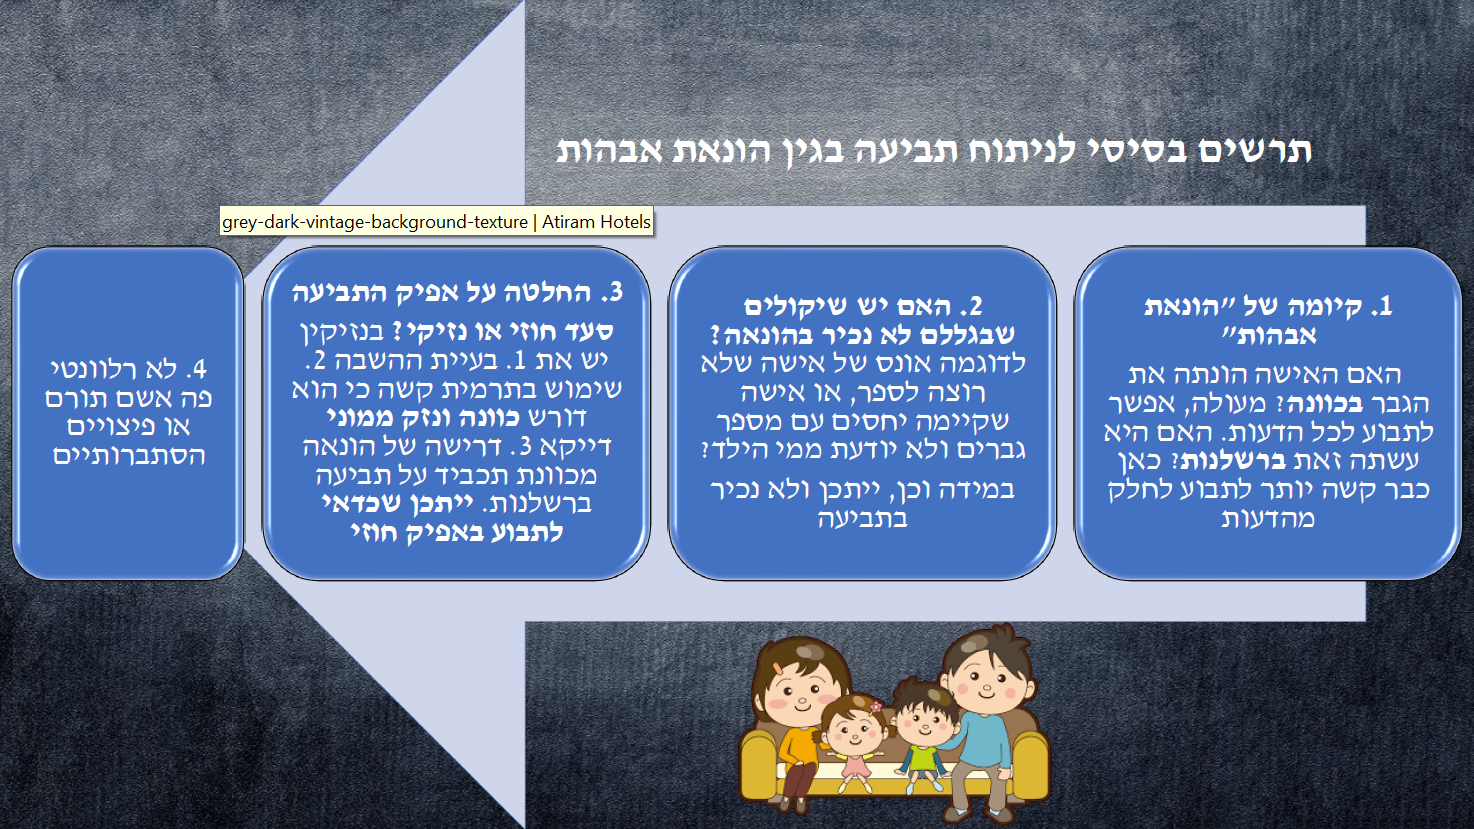 תרשים בסיסי לניתוח תביעה בגין הונאת אבהות
grey-dark-vintage-background-texture | Atiram Hotels
1. קיומה של "הונאת
אבהות"
האם האישה הונתה את
הגבר בכוונה? מעולה, אפשר
לתבוע לכל הדעות. האם היא
עשתה זאת ברשלנות? כאן
כבר קשה יותר לתבוע לחלק
מהדעות
2. האם יש שיקולים
שבגללם לא נכיר בהונאה?
לדוגמה אונס של אישה שלא
רוצה לספר, או אישה
שקיימה יחסים עם מספר
גברים ולא יודעת ממי הילד?
במידה וכן, ייתכן ולא נכיר
בתביעה
3. החלטה על אפיק התביעה
סעד חוזי או נזיקי? בנזיקין
יש את 1. בעיית ההשבה 2.
שימוש בתרמית קשה כי הוא
דורש כוונה ונזק ממוני
דייקא 3. דרישה של הונאה
מכוונת תכביד על תביעה
ברשלנות. ייתכן שכדאי
לתבוע באפיק חוזי
4. לא רלוונטי
פה אשם תורם
או פיצויים
הסתברותיים